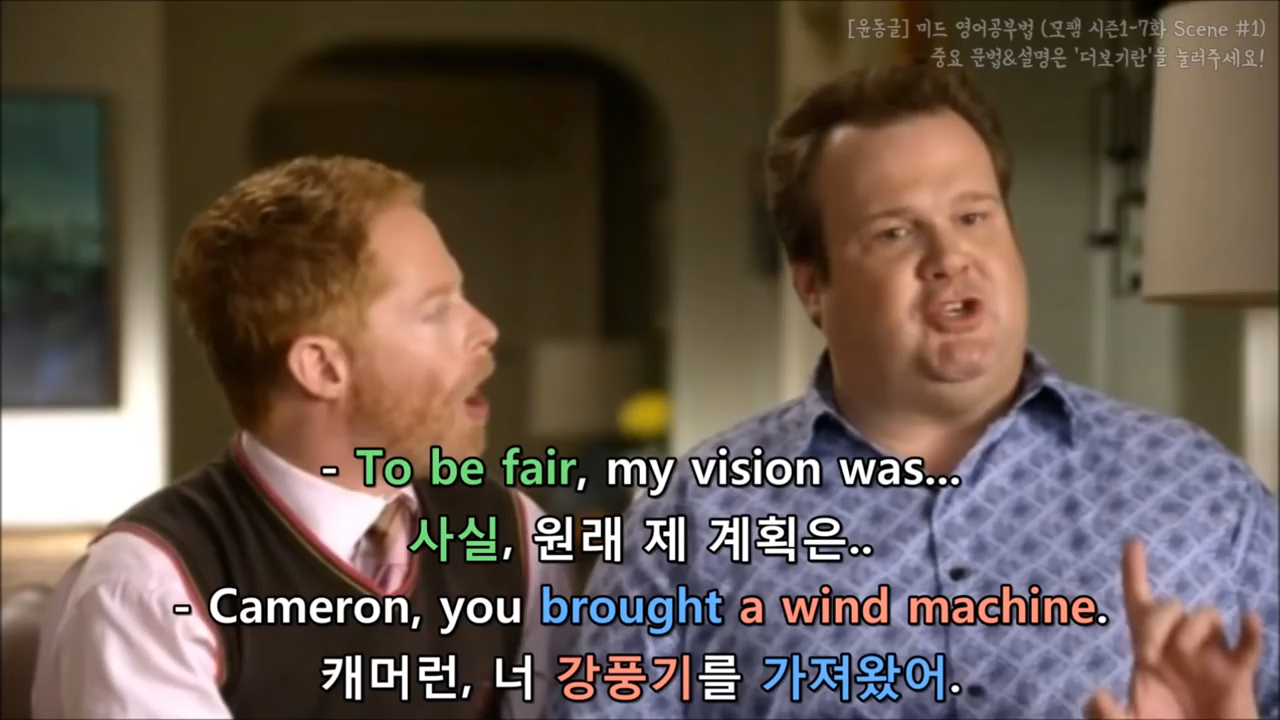 [윤동글] 미드 영어공부법 (모팸 시즌1-7화 Scene #1)
중요 문법&설명은 '더보기란'을 눌러주세요!
- To be fair, my vision was...
사실, 원래 제 계획은..
- Cameron, you brought a wind machine.
캐머런, 너 강풍기를 가져왔어.